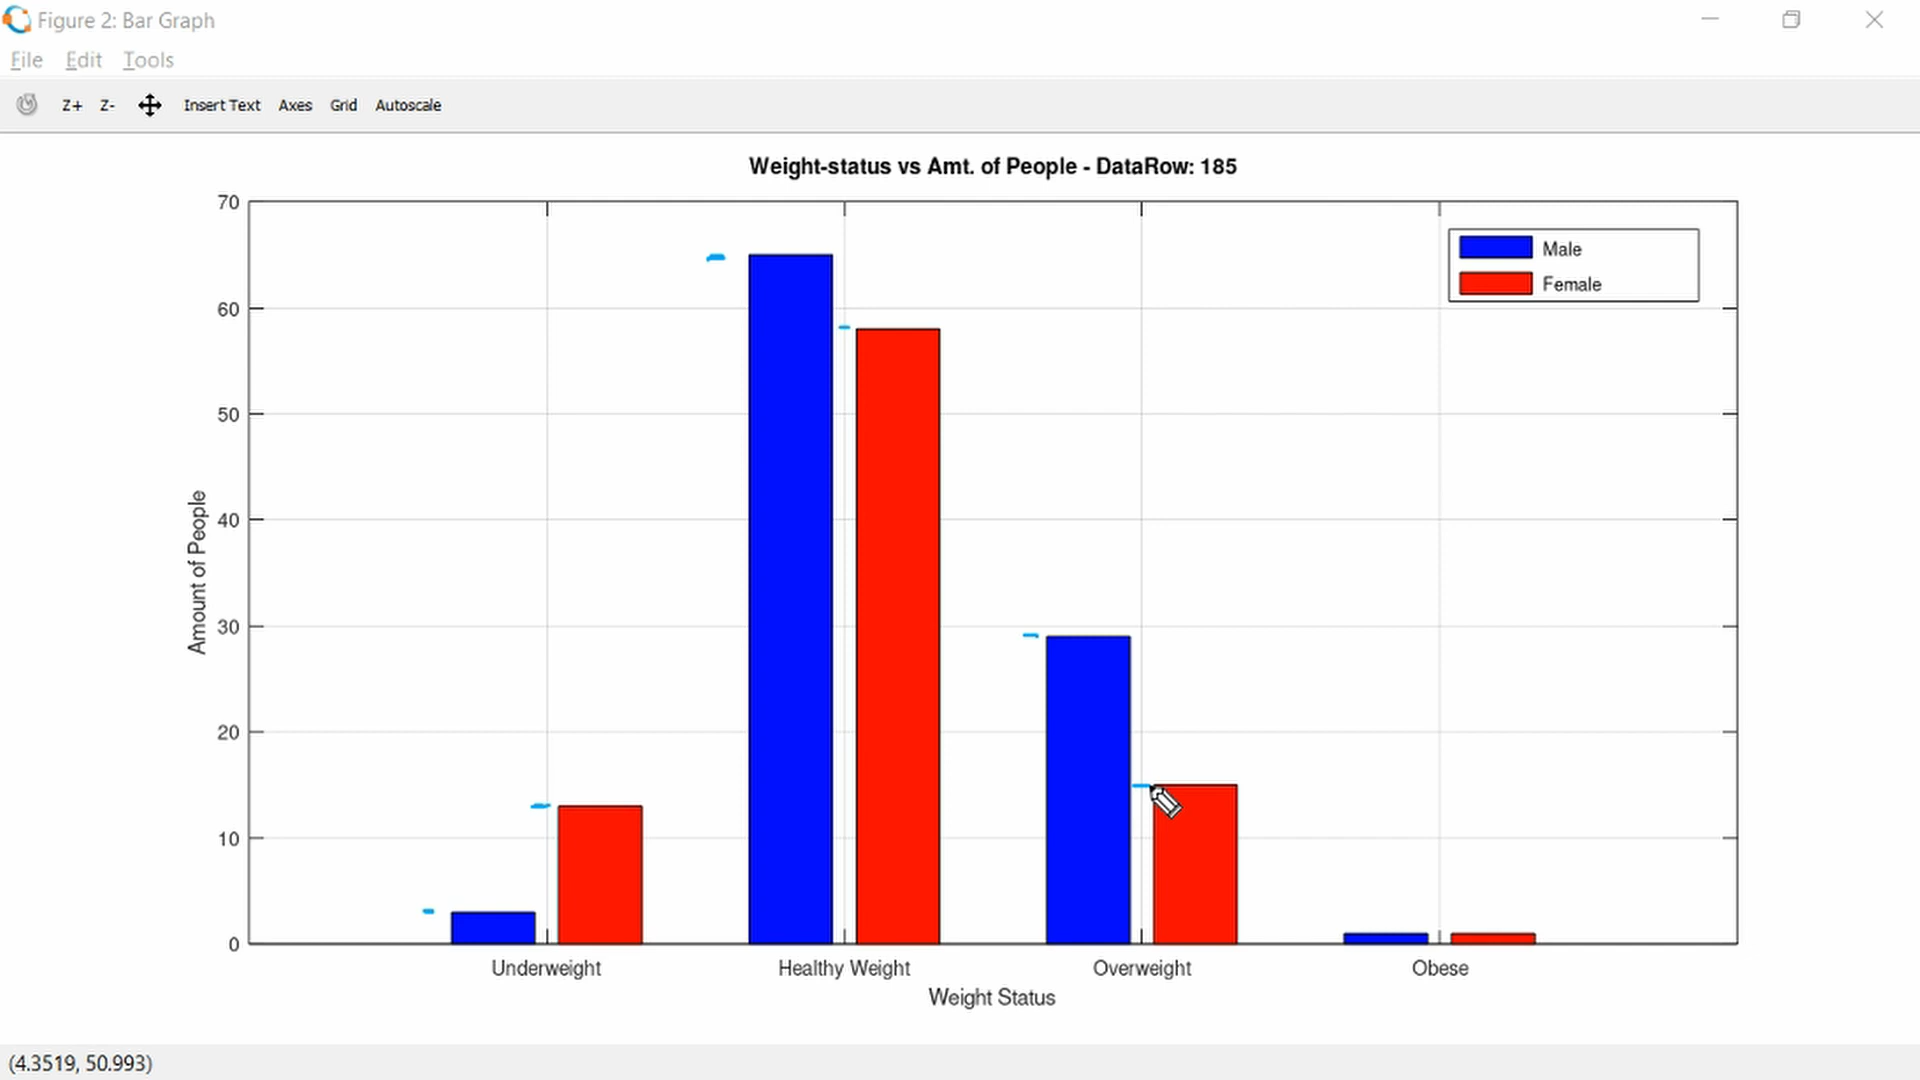 Figure 2: Bar Graph
File Edit Tools
Z+ Z- Insert Text Axes Grid Autoscale
Weight-status vs Amt. of People - DataRow: 185
70
60
50
40
30
20
10
0
Amount of People
Male
Female
Underweight Healthy Weight Overweight Obese
Weight Status
(4.3519, 50.993)